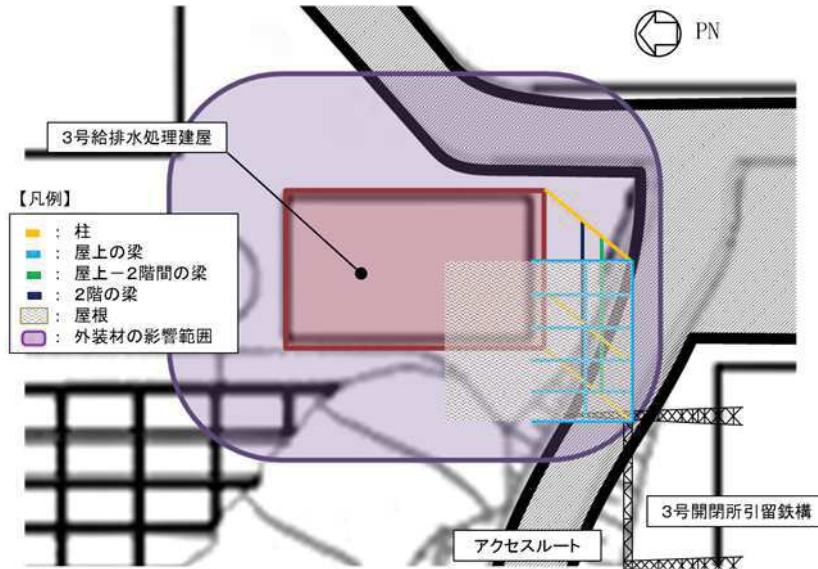 PN
3号給排水処理建屋
【凡例】
： 柱
： 屋上の梁
： 屋上－2階間の梁
： 2階の梁
： 屋根
： 外装材の影響範囲
3号開閉所引留鉄構
アクセスルート